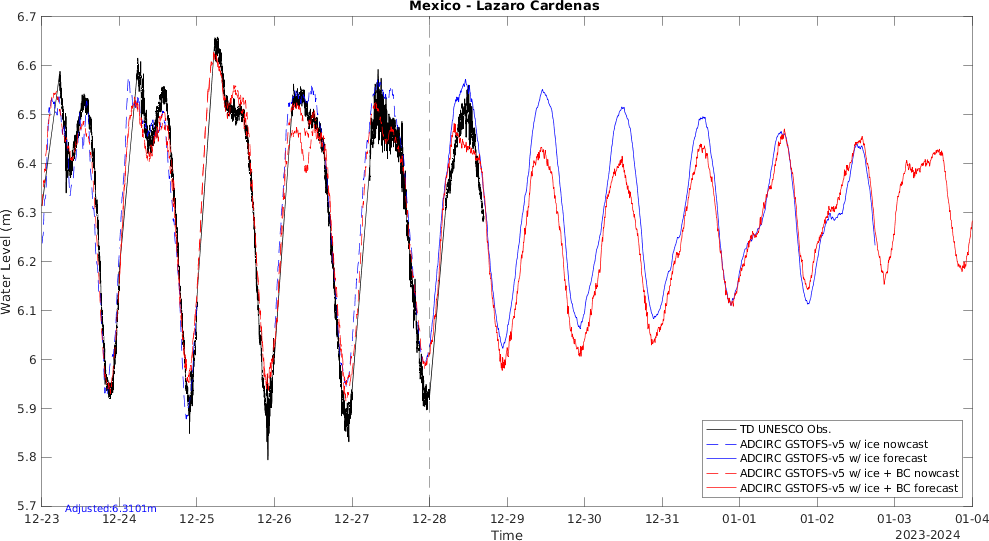 Mexico - Lazaro Cardenas
6.7
6.6
6.5
6.4
6.3
6.2
6.1
6
5.9
5.8
5.7
Water Level (m)
TD UNESCO Obs.
ADCIRC GSTOFS-v5 w/ ice nowcast
ADCIRC GSTOFS-v5 w/ ice forecast
ADCIRC GSTOFS-v5 w/ ice + BC nowcast
ADCIRC GSTOFS-v5 w/ ice + BC forecast
Adjusted:6.3101m
12-23 12-24 12-25 12-26 12-27 12-28 12-29 12-30 12-31 01-01 01-02 01-03 01-04
Time
2023-2024